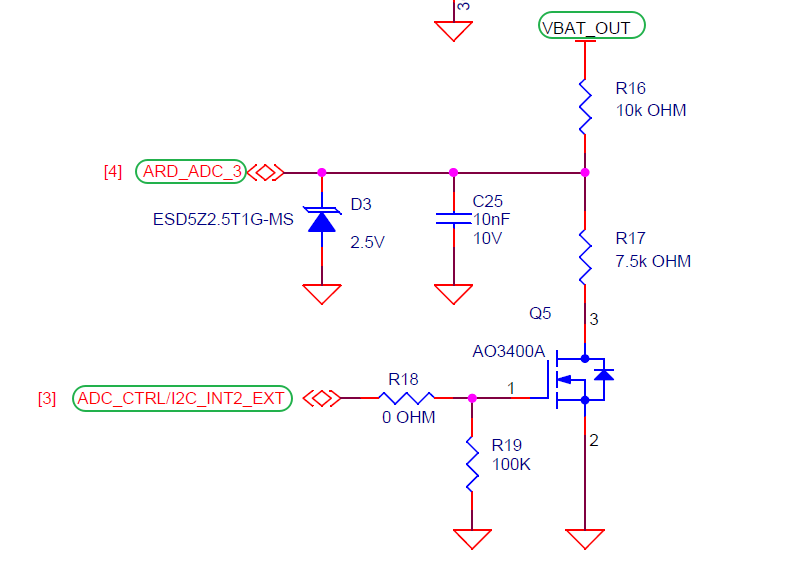 3
VBAT_OUT
R16
10k OHM
[4] ARD_ADC_3
D3
ESD5Z2.5T1G-MS
2.5V
C25
10nF
10V
R17
7.5k OHM
Q5
3
AO3400A
R18
1
[3] ADC_CTRL/I2C_INT2_EXT
0 OHM
2
R19
100K